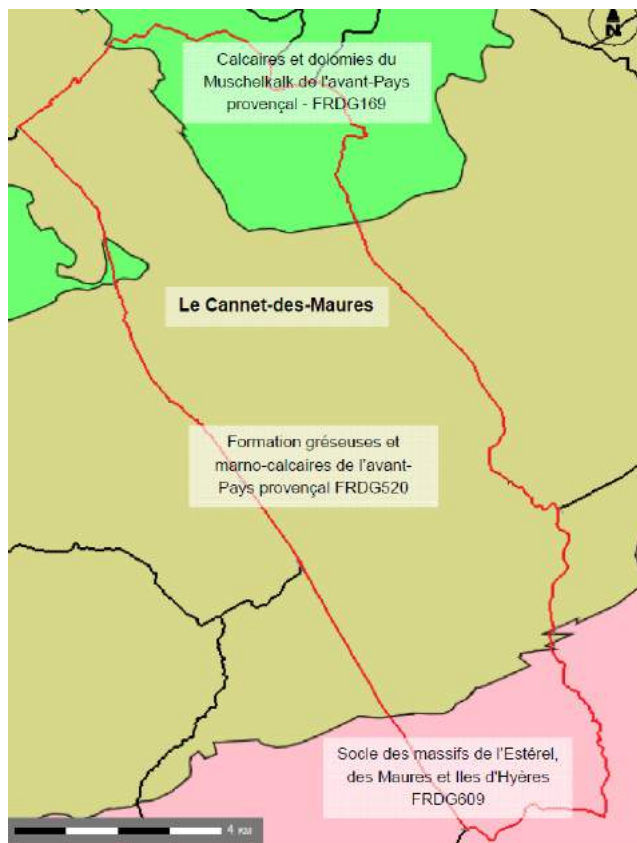 N
Calcaires et dolomies du
Muschelkalk de l'avant-Pays
provençal - FRDG169
Le Cannet-des-Maures
Formation gréseuses et
marno-calcaires de l'avant-
Pays provençal FRDG520
Socle des massifs de l'Estérel,
des Maures et Iles d'Hyères
FRDG609
4 KM